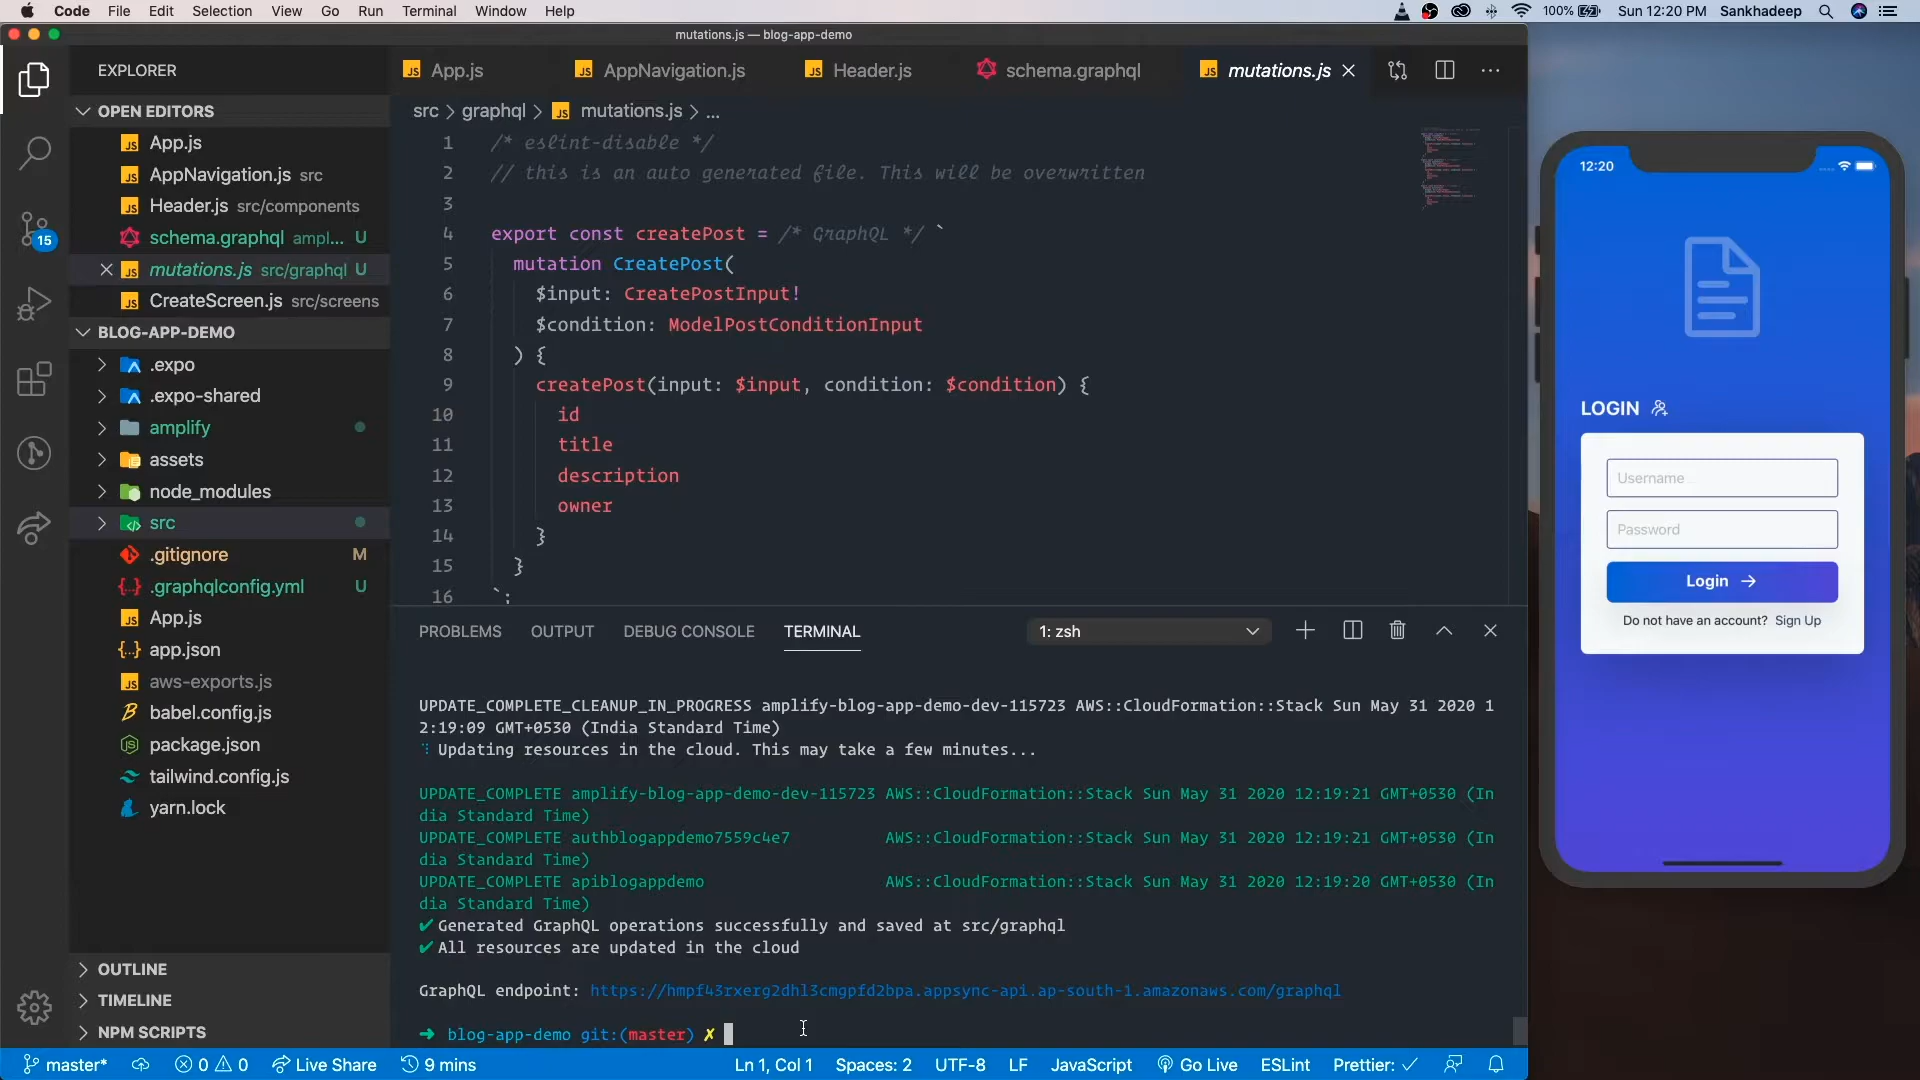 Code File Edit Selection View Go Run Terminal Window Help
100% Sun 12:20 PM Sankhadeep
mutations.js — blog-app-demo
EXPLORER
OPEN EDITORS
App.js
AppNavigation.js src
Header.js src/components
schema.graphql ampl... U
mutations.js src/graphql U
CreateScreen.js src/screens
BLOG-APP-DEMO
.expo
.expo-shared
amplify
assets
node_modules
src
.gitignore M
.graphqlconfig.yml U
App.js
app.json
aws-exports.js
babel.config.js
package.json
tailwind.config.js
yarn.lock
OUTLINE
TIMELINE
NPM SCRIPTS
15
App.js AppNavigation.js Header.js schema.graphql mutations.js
src > graphql > mutations.js > ...
1 /* eslint-disable */
2 // this is an auto generated file. This will be overwritten
3
4 export const createPost = /* GraphQL */ `
5 mutation CreatePost(
6 $input: CreatePostInput!
7 $condition: ModelPostConditionInput
8 ) {
9 createPost(input: $input, condition: $condition) {
10 id
11 title
12 description
13 owner
14 }
15 }
16 `;
PROBLEMS OUTPUT DEBUG CONSOLE TERMINAL 1: zsh
UPDATE_COMPLETE_CLEANUP_IN_PROGRESS amplify-blog-app-demo-dev-115723 AWS::CloudFormation::Stack Sun May 31 2020 1
2:19:09 GMT+0530 (India Standard Time)
Updating resources in the cloud. This may take a few minutes...
UPDATE_COMPLETE amplify-blog-app-demo-dev-115723 AWS::CloudFormation::Stack Sun May 31 2020 12:19:21 GMT+0530 (In
dia Standard Time)
UPDATE_COMPLETE authblogappdemo7559c4e7 AWS::CloudFormation::Stack Sun May 31 2020 12:19:21 GMT+0530 (In
dia Standard Time)
UPDATE_COMPLETE apiblogappdemo AWS::CloudFormation::Stack Sun May 31 2020 12:19:20 GMT+0530 (In
dia Standard Time)
✔ Generated GraphQL operations successfully and saved at src/graphql
✔ All resources are updated in the cloud
GraphQL endpoint: https://hmpf43rxerg2dhl3cmgpfd2bpa.appsync-api.ap-south-1.amazonaws.com/graphql
➜ blog-app-demo git:(master) ✗
master* 0 0 Live Share 9 mins Ln 1, Col 1 Spaces: 2 UTF-8 LF JavaScript Go Live ESLint Prettier: ✓
12:20
LOGIN
Username
Password
Login →
Do not have an account? Sign Up